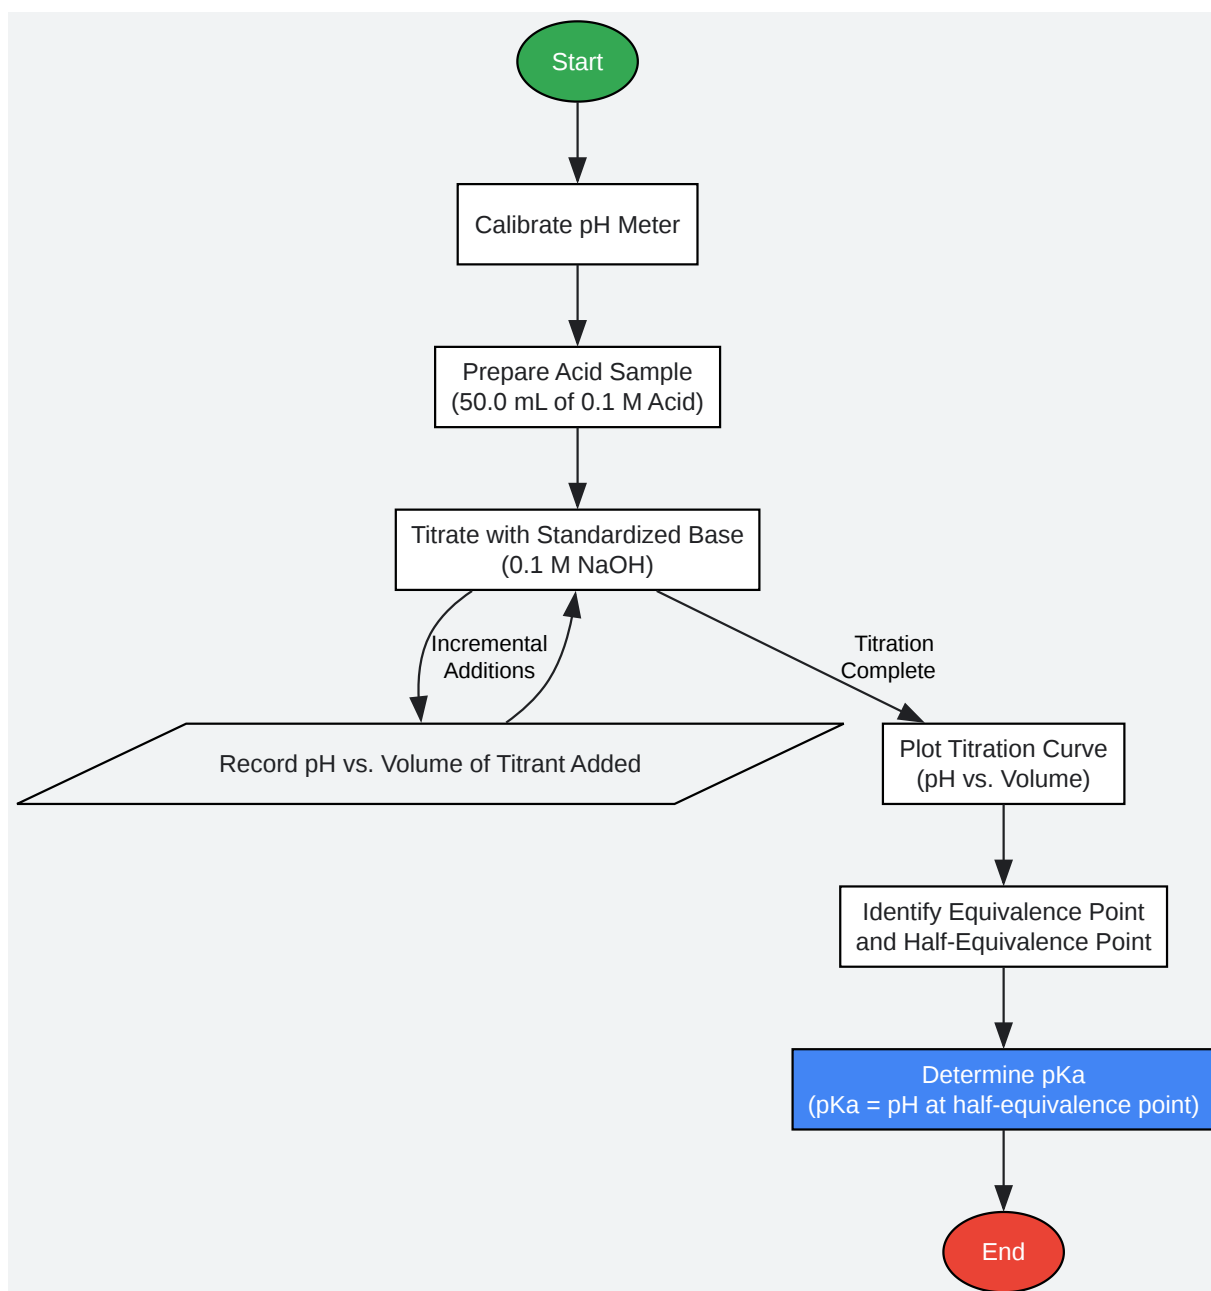 Start
Calibrate pH Meter
Prepare Acid Sample
(50.0 mL of 0.1 M Acid)
Titrate with Standardized Base
(0.1 M NaOH)
Incremental
Additions
Titration
Complete
Record pH vs. Volume of Titrant Added
Plot Titration Curve
(pH vs. Volume)
Identify Equivalence Point
and Half-Equivalence Point
Determine pKa
(pKa = pH at half-equivalence point)
End